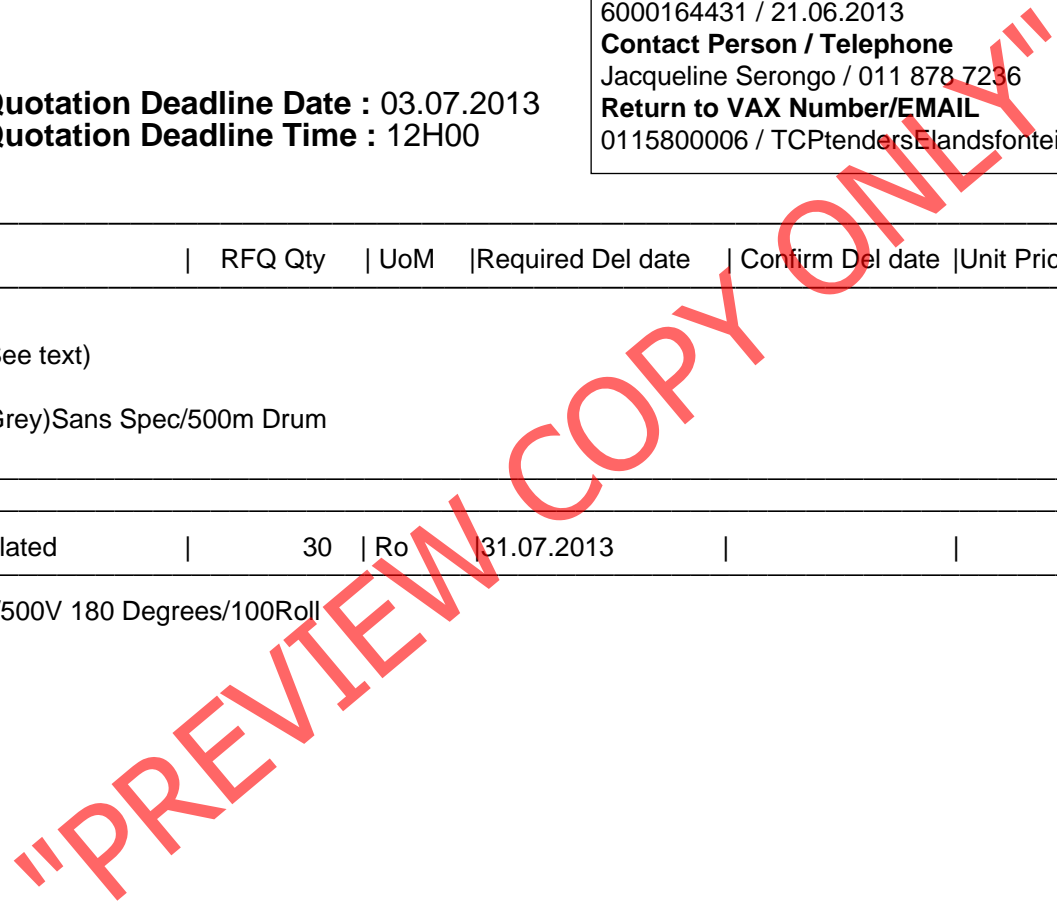 6000164431 / 21.06.2013
Contact Person / Telephone
Jacqueline Serongo / 011 878 7236
Quotation Deadline Date : 03.07.2013
Return to VAX Number/EMAIL
Quotation Deadline Time : 12H00
0115800006 / TCPtendersElandsfontei
| RFQ Qty | UoM |Required Del date | Confirm Del date |Unit Pric
ee text)
Grey)Sans Spec/500m Drum
lated | 30 | Ro |31.07.2013 | |
/500V 180 Degrees/100Roll
"PREVIEW COPY ONLY"